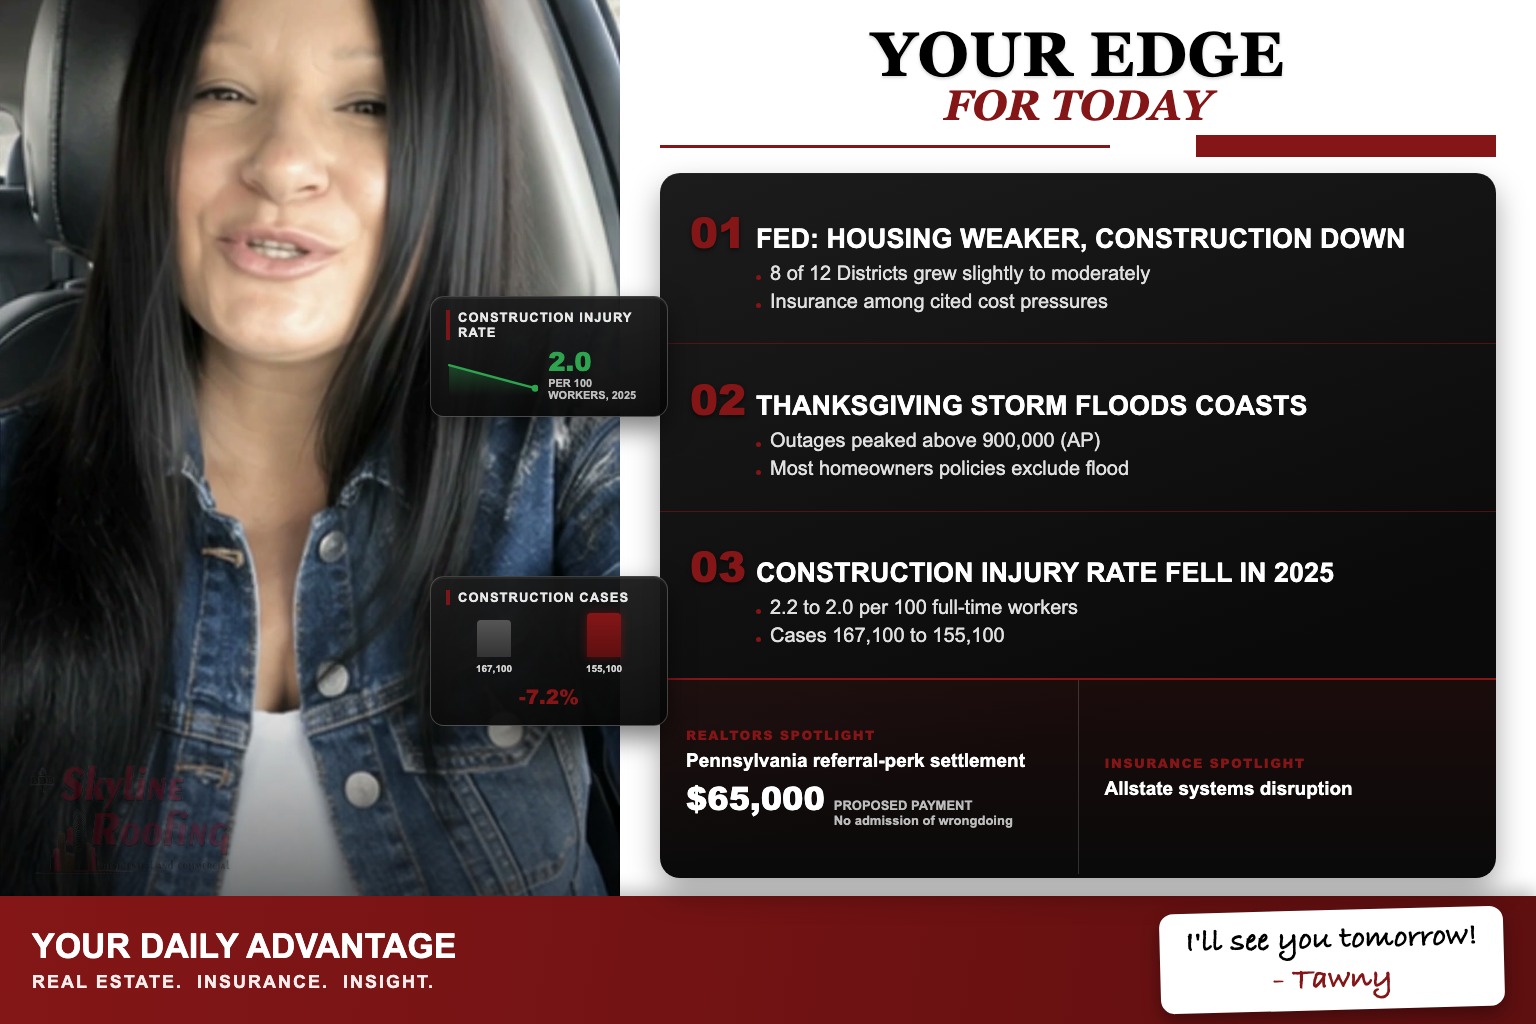 YOUR EDGE
FOR TODAY
01 FED: HOUSING WEAKER, CONSTRUCTION DOWN
8 of 12 Districts grew slightly to moderately
Insurance among cited cost pressures
CONSTRUCTION INJURY
RATE
2.0
PER 100
WORKERS, 2025
02 THANKSGIVING STORM FLOODS COASTS
Outages peaked above 900,000 (AP)
Most homeowners policies exclude flood
03 CONSTRUCTION INJURY RATE FELL IN 2025
2.2 to 2.0 per 100 full-time workers
Cases 167,100 to 155,100
CONSTRUCTION CASES
167,100 155,100
-7.2%
REALTORS SPOTLIGHT
Pennsylvania referral-perk settlement
$65,000 PROPOSED PAYMENT
No admission of wrongdoing
INSURANCE SPOTLIGHT
Allstate systems disruption
Skyline
Roofing
YOUR DAILY ADVANTAGE
REAL ESTATE. INSURANCE. INSIGHT.
I'll see you tomorrow!
- Tawny